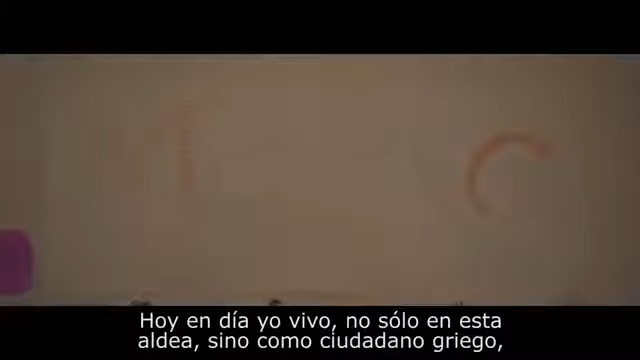 Hoy en día yo vivo, no sólo en esta
aldea, sino como ciudadano griego,